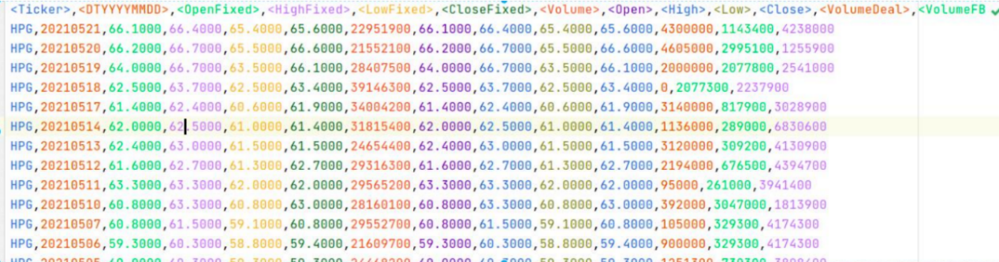 <Ticker>,<DTYYYYMMDD>,<OpenFixed>,<HighFixed>,<LowFixed>,<CloseFixed>,<Volume>,<Open>,<High>,<Low>,<Close>,<VolumeDeal>,<VolumeFB
HPG,20210521,66.1000,66.4000,65.4000,65.6000,22951900,66.1000,66.4000,65.4000,65.6000,4300000,1143400,4238000
HPG,20210520,66.2000,66.7000,65.5000,66.6000,21552100,66.2000,66.7000,65.5000,66.6000,4605000,2995100,1255900
HPG,20210519,64.0000,66.7000,63.5000,66.1000,28407500,64.0000,66.7000,63.5000,66.1000,2000000,2077800,2541000
HPG,20210518,62.5000,63.7000,62.5000,63.4000,39146300,62.5000,63.7000,62.5000,63.4000,0,2077300,2237900
HPG,20210517,61.4000,62.4000,60.6000,61.9000,34004200,61.4000,62.4000,60.6000,61.9000,3140000,817900,3028900
HPG,20210514,62.0000,62.5000,61.0000,61.4000,31815400,62.0000,62.5000,61.0000,61.4000,1136000,289000,6830600
HPG,20210513,62.4000,63.0000,61.5000,61.5000,24654400,62.4000,63.0000,61.5000,61.5000,3120000,309200,4130900
HPG,20210512,61.6000,62.7000,61.3000,62.7000,29316300,61.6000,62.7000,61.3000,62.7000,2194000,676500,4394700
HPG,20210511,63.3000,63.3000,62.0000,62.0000,29565200,63.3000,63.3000,62.0000,62.0000,95000,261000,3941400
HPG,20210510,60.8000,63.3000,60.8000,63.0000,28160100,60.8000,63.3000,60.8000,63.0000,392000,3047000,1813900
HPG,20210507,60.8000,61.5000,59.1000,60.8000,29552700,60.8000,61.5000,59.1000,60.8000,105000,329300,4174300
HPG,20210506,59.3000,60.3000,58.8000,59.4000,21609700,59.3000,60.3000,58.8000,59.4000,900000,329300,4174300